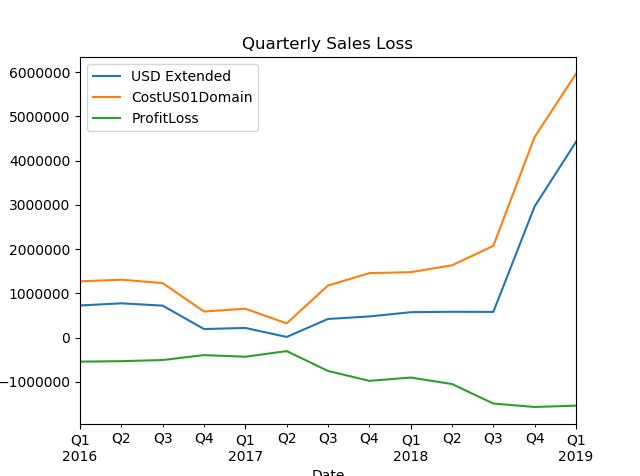 Quarterly Sales Loss
USD Extended
CostUS01Domain
ProfitLoss
6000000
5000000
4000000
3000000
2000000
1000000
0
−1000000
Q1 Q2 Q3 Q4 Q1 Q2 Q3 Q4 Q1 Q2 Q3 Q4 Q1
2016 2017 2018 2019
Date